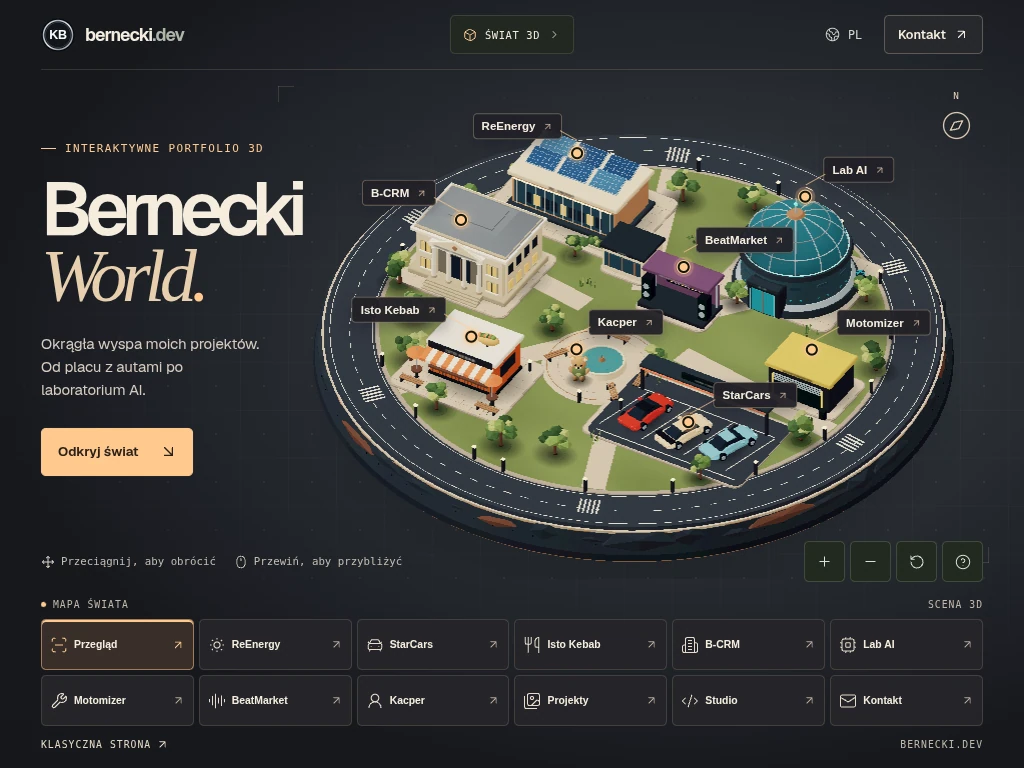 KB bernecki.dev
ŚWIAT 3D
PL
Kontakt
N
INTERAKTYWNE PORTFOLIO 3D
Bernecki
World.
Okrągła wyspa moich projektów.
Od placu z autami po
laboratorium AI.
Odkryj świat
ReEnergy
Lab AI
B-CRM
BeatMarket
Isto Kebab
Kacper
Motomizer
StarCars
Przeciągnij, aby obrócić
Przewiń, aby przybliżyć
MAPA ŚWIATA
SCENA 3D
Przegląd
ReEnergy
StarCars
Isto Kebab
B-CRM
Lab AI
Motomizer
BeatMarket
Kacper
Projekty
Studio
Kontakt
KLASYCZNA STRONA
BERNECKI.DEV